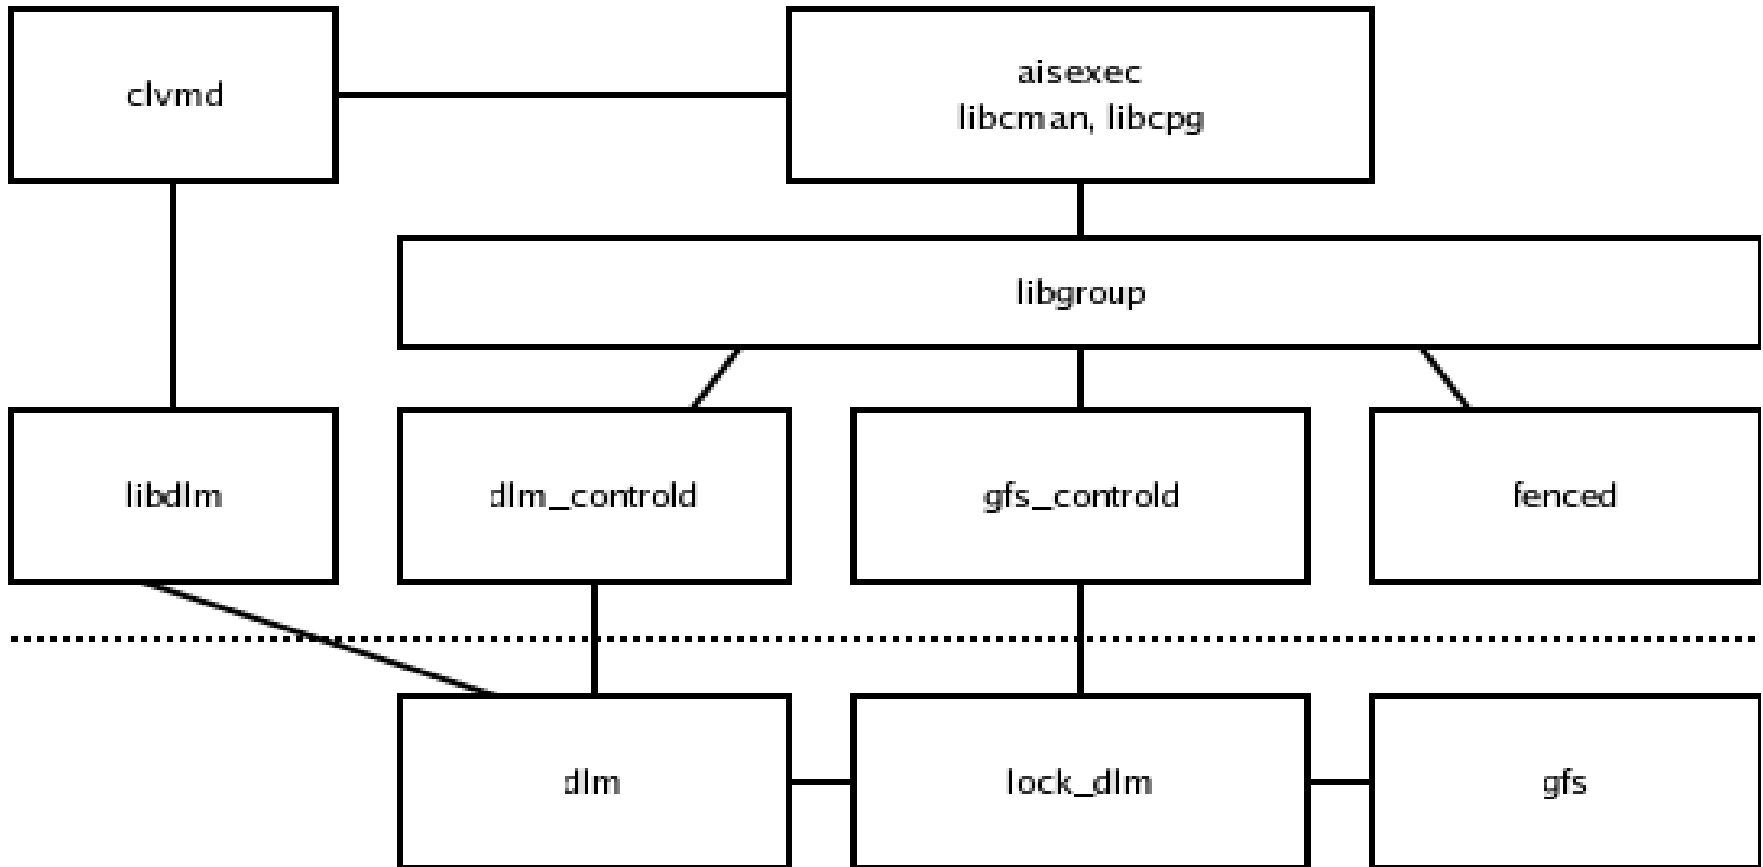 clvmd
aisexec
libcman, libcpg
libgroup
libdlm
dlm_controld
gfs_controld
fenced
dlm
lock_dlm
gfs